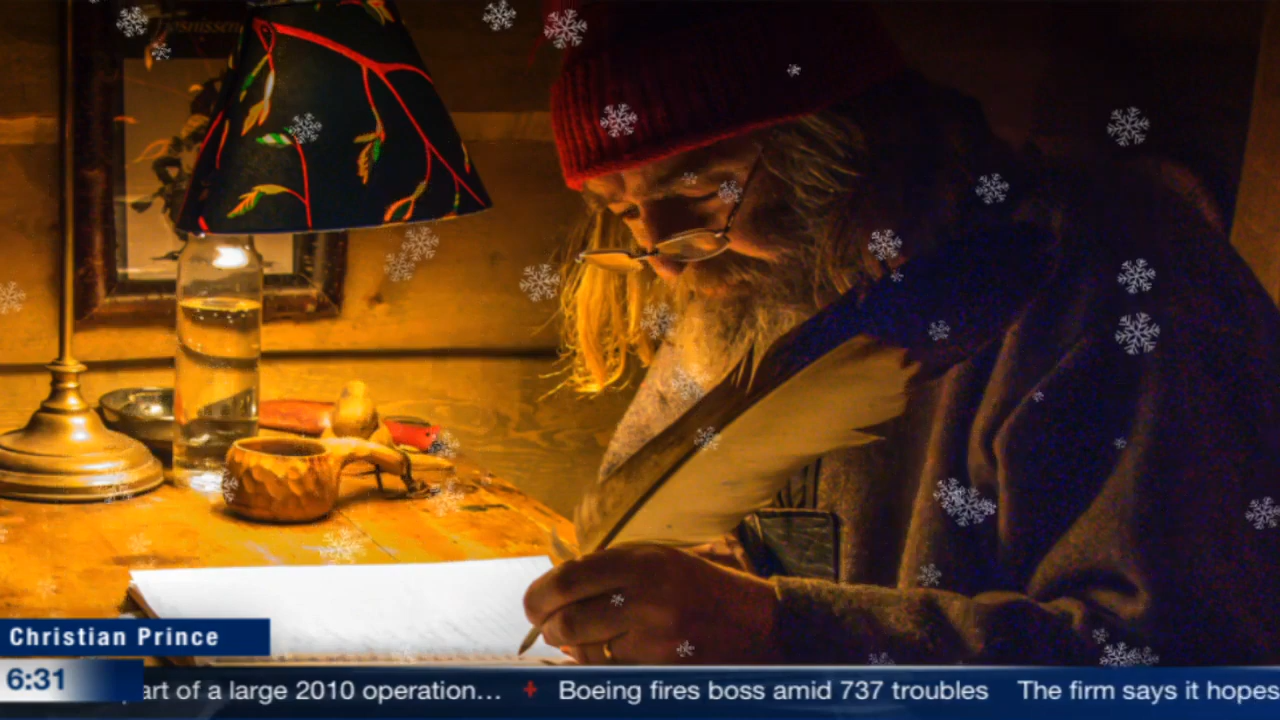 Christian Prince
6:31
art of a large 2010 operation... + Boeing fires boss amid 737 troubles The firm says it hopes